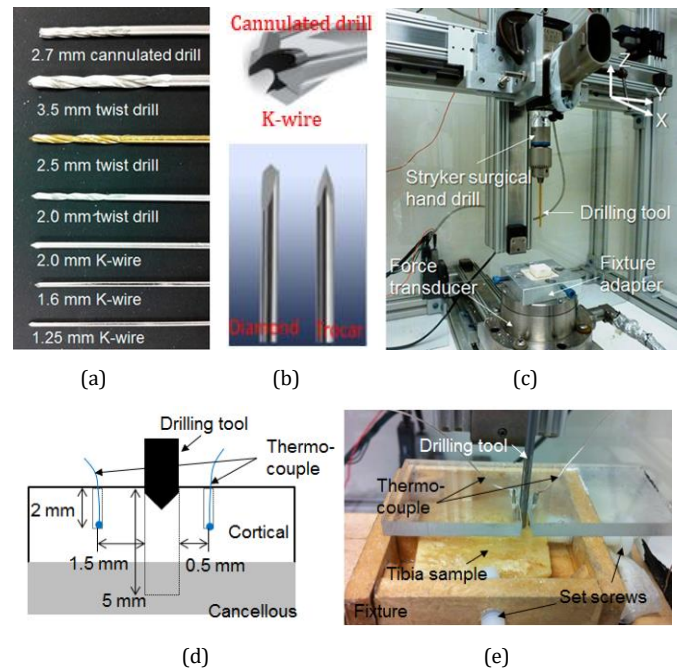 2.7 mm cannulated drill
3.5 mm twist drill
2.5 mm twist drill
2.0 mm twist drill
2.0 mm K-wire
1.6 mm K-wire
1.25 mm K-wire
(a)
Cannulated drill
K-wire
Diamond
Trocar
(b)
Z
Y
X
Stryker surgical
hand drill
Drilling tool
Force
transducer
Fixture
adapter
(c)
Drilling tool
Thermo-
couple
2 mm
Cortical
1.5 mm
0.5 mm
5 mm
Cancellous
(d)
Drilling tool
Thermo-
couple
Tibia sample
Set screws
Fixture
(e)